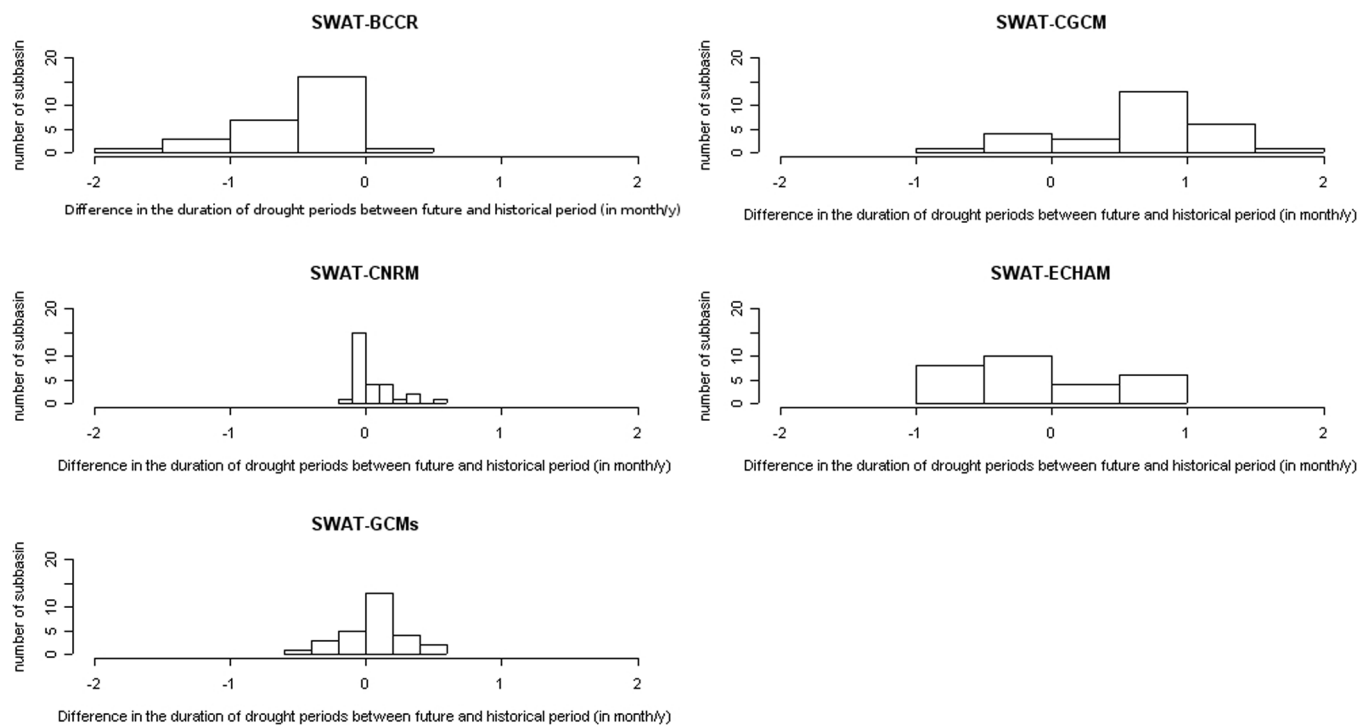 SWAT-BCCR
number of subbasin
20
10
5
0
-2 -1 0 1 2
Difference in the duration of drought periods between future and historical period (in month/y)
SWAT-CGCM
number of subbasin
20
10
5
0
-2 -1 0 1 2
Difference in the duration of drought periods between future and historical period (in month/y)
SWAT-CNRM
number of subbasin
20
10
5
0
-2 -1 0 1 2
Difference in the duration of drought periods between future and historical period (in month/y)
SWAT-ECHAM
number of subbasin
20
10
5
0
-2 -1 0 1 2
Difference in the duration of drought periods between future and historical period (in month/y)
SWAT-GCMs
number of subbasin
20
10
5
0
-2 -1 0 1 2
Difference in the duration of drought periods between future and historical period (in month/y)